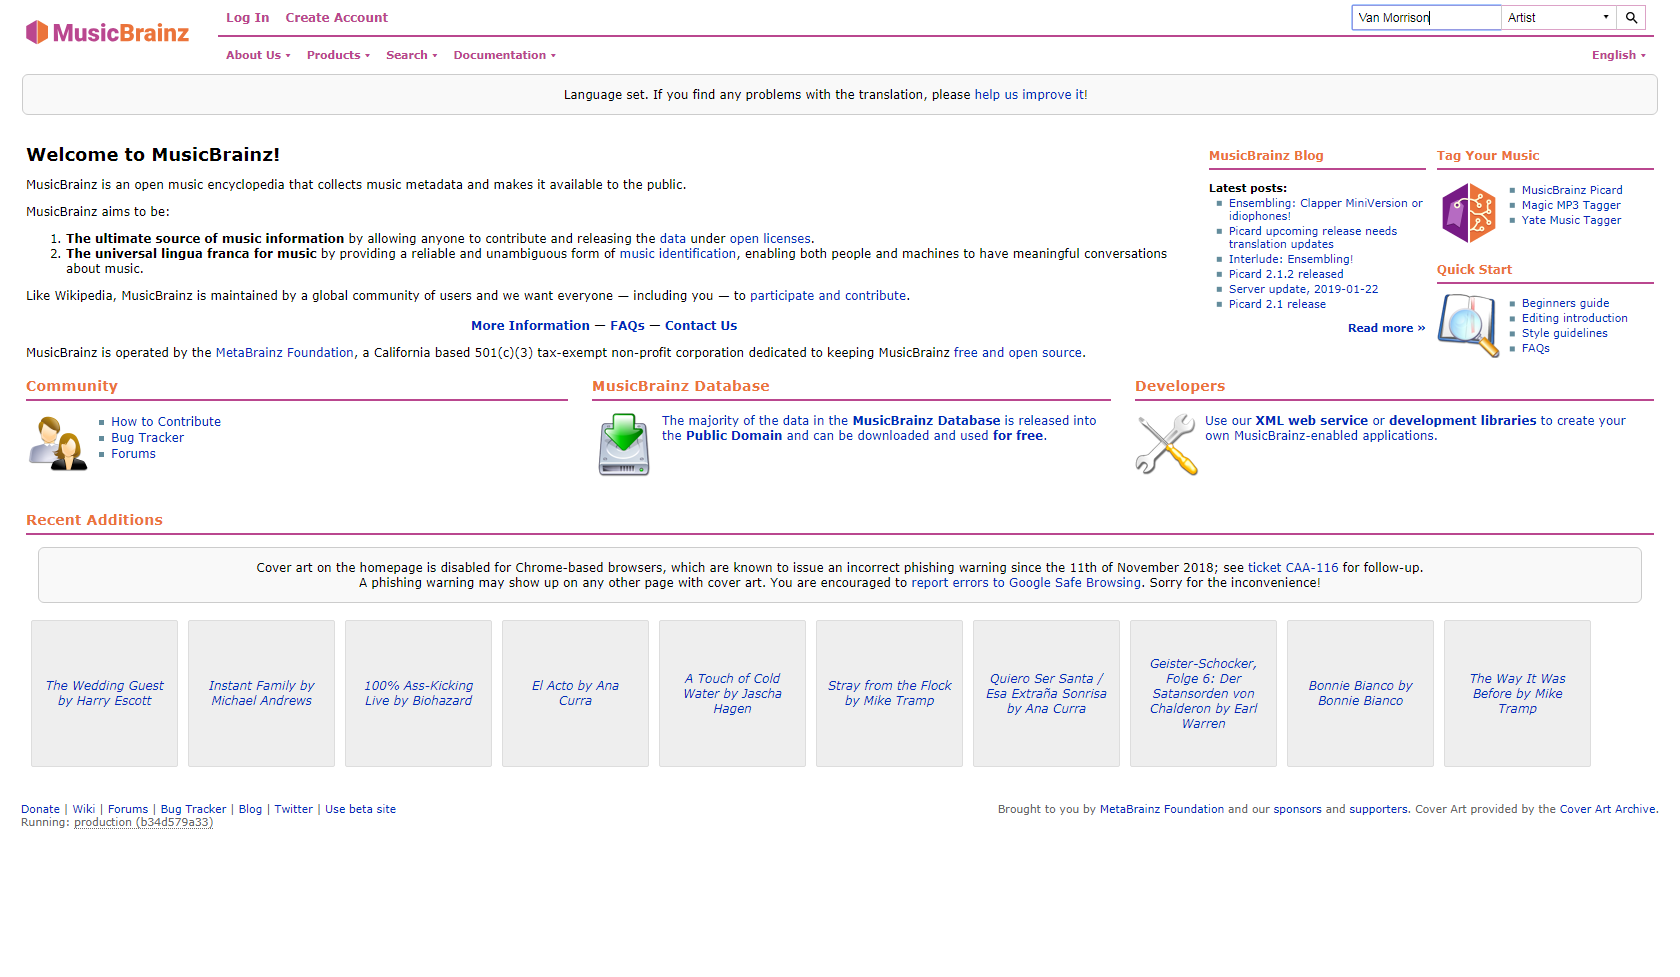 MusicBrainz
Log In Create Account
Van Morrison Artist
About Us Products Search Documentation English
Language set. If you find any problems with the translation, please help us improve it!
Welcome to MusicBrainz!
MusicBrainz is an open music encyclopedia that collects music metadata and makes it available to the public.
MusicBrainz aims to be:
1. The ultimate source of music information by allowing anyone to contribute and releasing the data under open licenses.
2. The universal lingua franca for music by providing a reliable and unambiguous form of music identification, enabling both people and machines to have meaningful conversations
about music.
Like Wikipedia, MusicBrainz is maintained by a global community of users and we want everyone — including you — to participate and contribute.
More Information — FAQs — Contact Us
MusicBrainz is operated by the MetaBrainz Foundation, a California based 501(c)(3) tax-exempt non-profit corporation dedicated to keeping MusicBrainz free and open source.
MusicBrainz Blog
Latest posts:
Ensembling: Clapper MiniVersion or
idiophones!
Picard upcoming release needs
translation updates
Interlude: Ensembling!
Picard 2.1.2 released
Server update, 2019-01-22
Picard 2.1 release
Read more »
Tag Your Music
MusicBrainz Picard
Magic MP3 Tagger
Yate Music Tagger
Quick Start
Beginners guide
Editing introduction
Style guidelines
FAQs
Community
How to Contribute
Bug Tracker
Forums
MusicBrainz Database
The majority of the data in the MusicBrainz Database is released into
the Public Domain and can be downloaded and used for free.
Developers
Use our XML web service or development libraries to create your
own MusicBrainz-enabled applications.
Recent Additions
Cover art on the homepage is disabled for Chrome-based browsers, which are known to issue an incorrect phishing warning since the 11th of November 2018; see ticket CAA-116 for follow-up.
A phishing warning may show up on any other page with cover art. You are encouraged to report errors to Google Safe Browsing. Sorry for the inconvenience!
The Wedding Guest
by Harry Escott
Instant Family by
Michael Andrews
100% Ass-Kicking
Live by Biohazard
El Acto by Ana
Curra
A Touch of Cold
Water by Jascha
Hagen
Stray from the Flock
by Mike Tramp
Quiero Ser Santa /
Esa Extraña Sonrisa
by Ana Curra
Geister-Schocker,
Folge 6: Der
Satansorden von
Chalderon by Earl
Warren
Bonnie Bianco by
Bonnie Bianco
The Way It Was
Before by Mike
Tramp
Donate | Wiki | Forums | Bug Tracker | Blog | Twitter | Use beta site
Running: production (b34d579a33)
Brought to you by MetaBrainz Foundation and our sponsors and supporters. Cover Art provided by the Cover Art Archive.